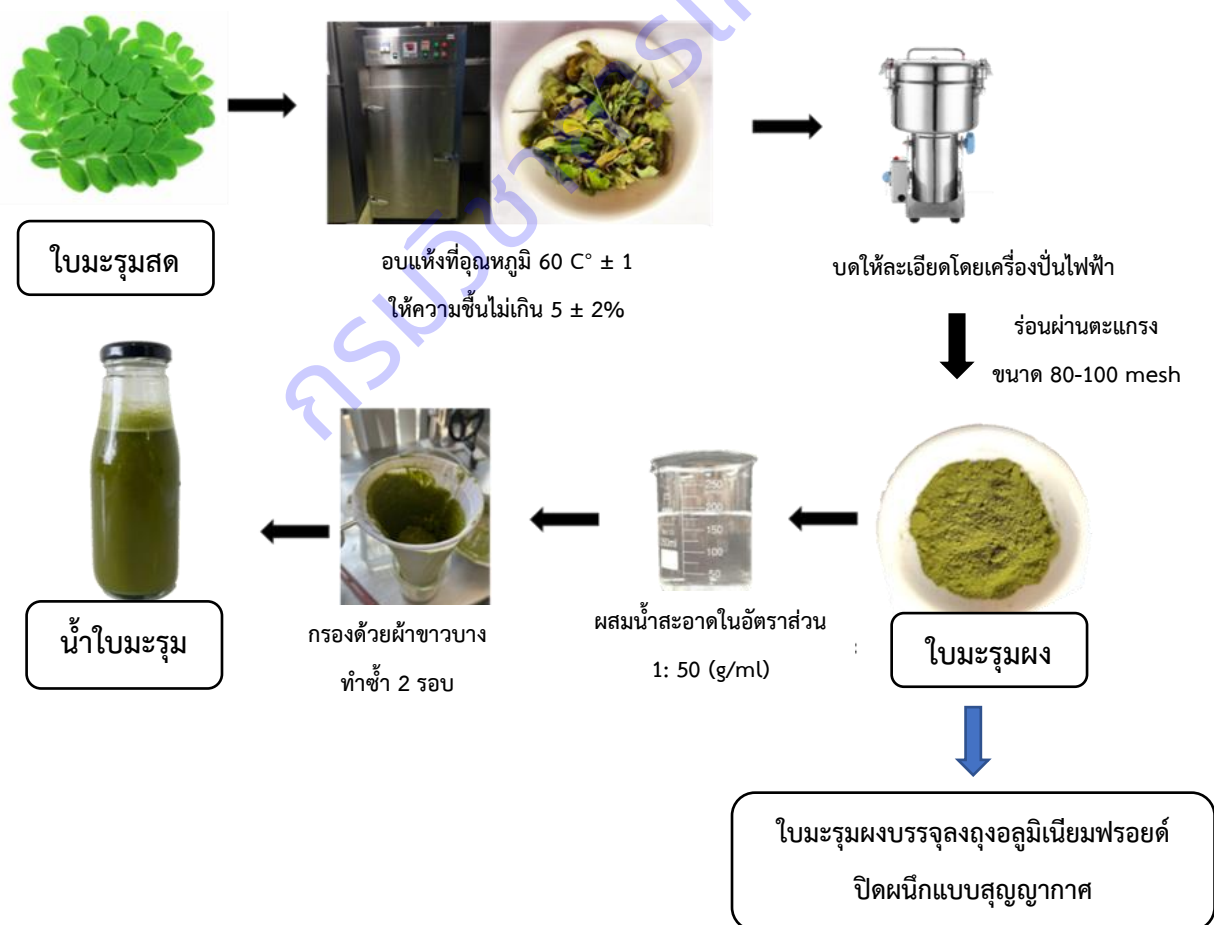 ใบมะรุมสด
อบแห้งที่อุณหภูมิ 60 C° ± 1
ให้ความชื้นไม่เกิน 5 ± 2%
บดให้ละเอียดโดยเครื่องปั่นไฟฟ้า
ร่อนผ่านตะแกรง
ขนาด 80-100 mesh
ใบมะรุมผง
ผสมน้ำสะอาดในอัตราส่วน
1: 50 (g/ml)
250
200
150
100
50
กรองด้วยผ้าขาวบาง
ทำซ้ำ 2 รอบ
น้ำใบมะรุม
ใบมะรุมผงบรรจุลงถุงอลูมิเนียมฟรอยด์
ปิดผนึกแบบสุญญากาศ